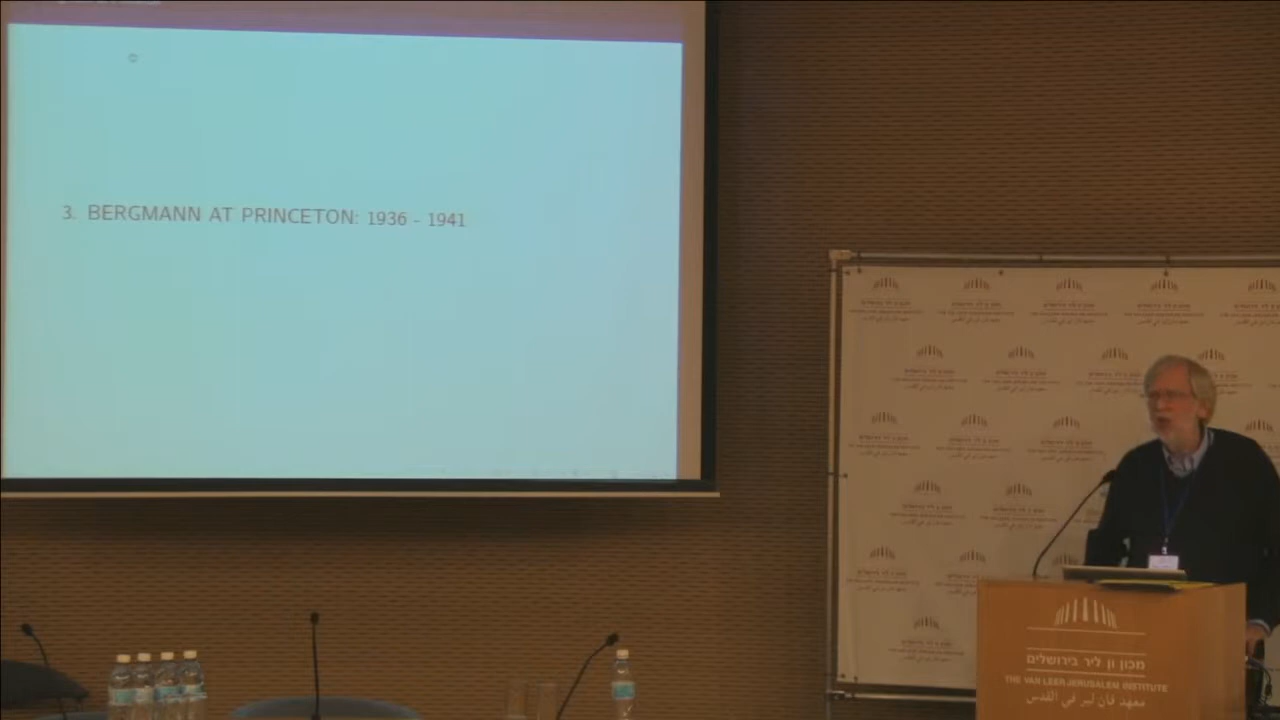 3. BERGMANN AT PRINCETON: 1936 - 1941
מכון ון ליר בירושלים
THE VAN LEER JERUSALEM INSTITUTE
معهد فان لير في القدس